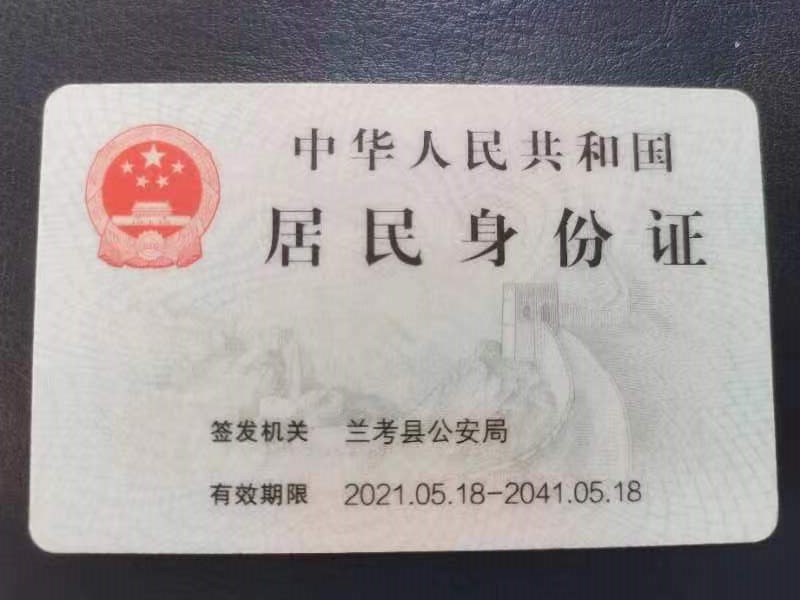 中华人民共和国
居民身份证
签发机关 兰考县公安局
有效期限 2021.05.18-2041.05.18